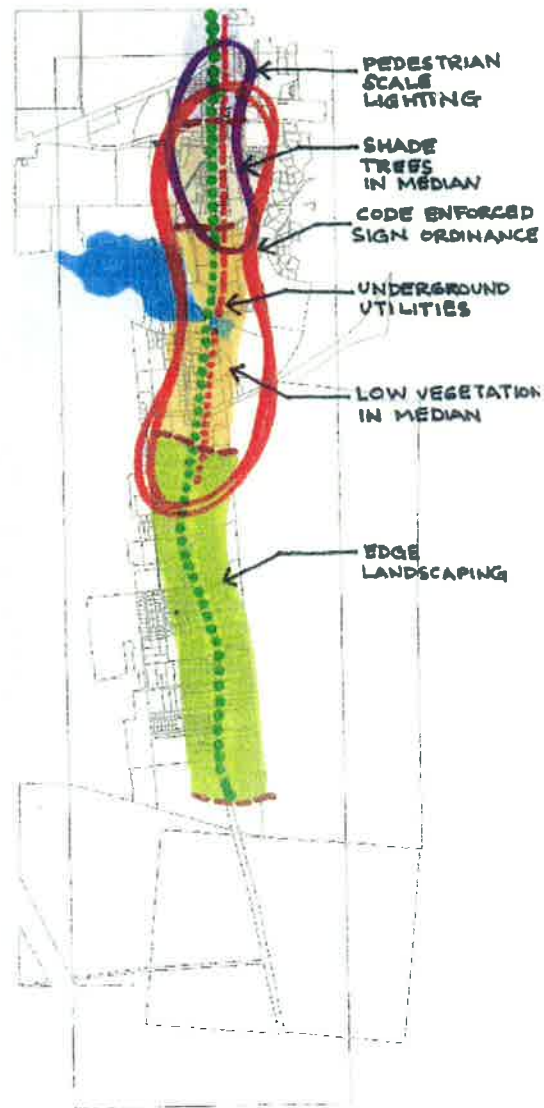 PEDESTRIAN
SCALE
LIGHTING
SHADE
TREES
IN MEDIAN
CODE ENFORCED
SIGN ORDINANCE
UNDERGROUND
UTILITIES
LOW VEGETATION
IN MEDIAN
EDGE
LANDSCAPING